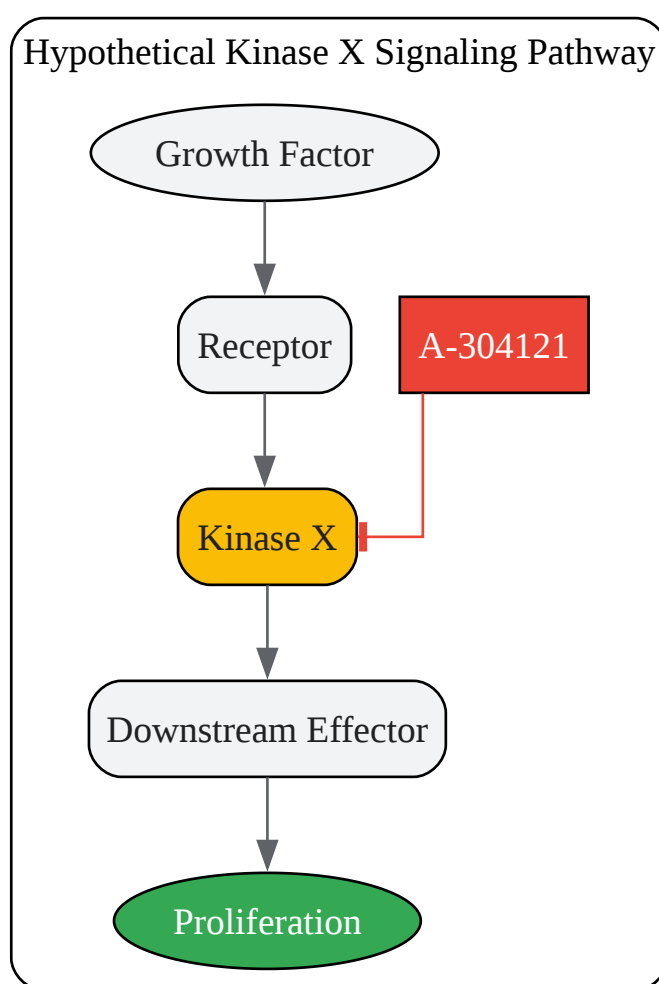 Hypothetical Kinase X Signaling Pathway
Growth Factor
Receptor
A-304121
Kinase X
Downstream Effector
Proliferation